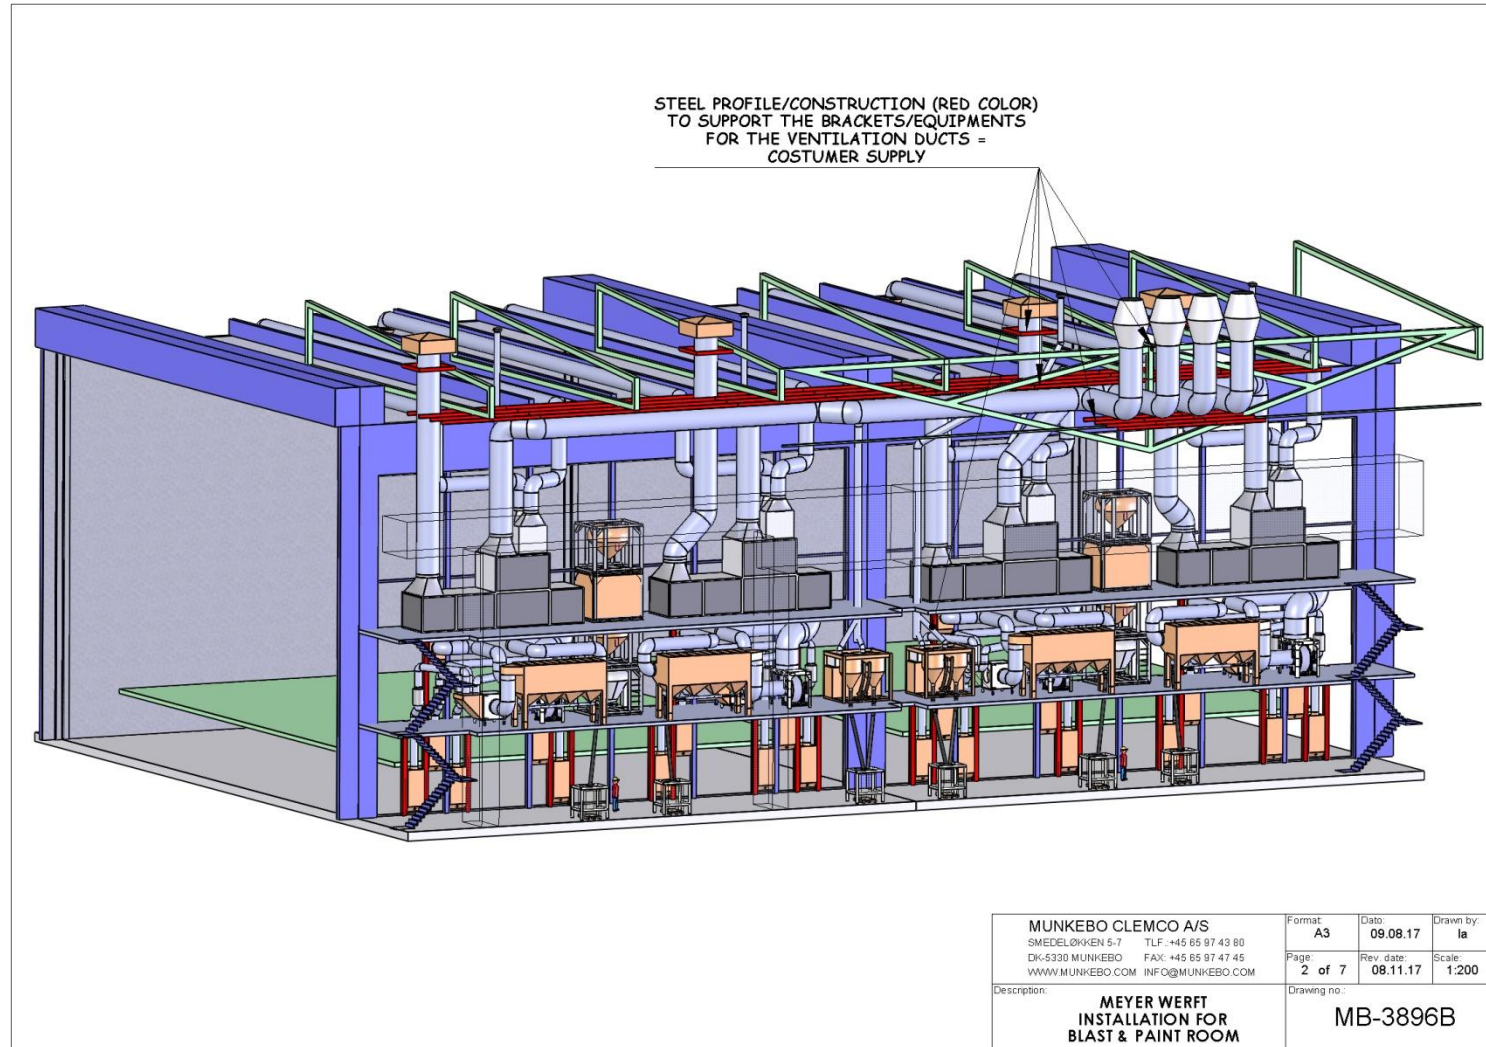 STEEL PROFILE/CONSTRUCTION (RED COLOR)
TO SUPPORT THE BRACKETS/EQUIPMENTS
FOR THE VENTILATION DUCTS =
COSTUMER SUPPLY
MUNKEBO CLEMCO A/S
SMEDELØKKEN 5-7 TLF.:+45 65 97 43 80
DK-5330 MUNKEBO FAX: +45 65 97 47 45
WWW.MUNKEBO.COM INFO@MUNKEBO.COM
Format:
A3
Dato:
09.08.17
Drawn by:
la
Page:
2 of 7
Rev. date:
08.11.17
Scale:
1:200
Description:
MEYER WERFT
INSTALLATION FOR
BLAST & PAINT ROOM
Drawing no.:
MB-3896B